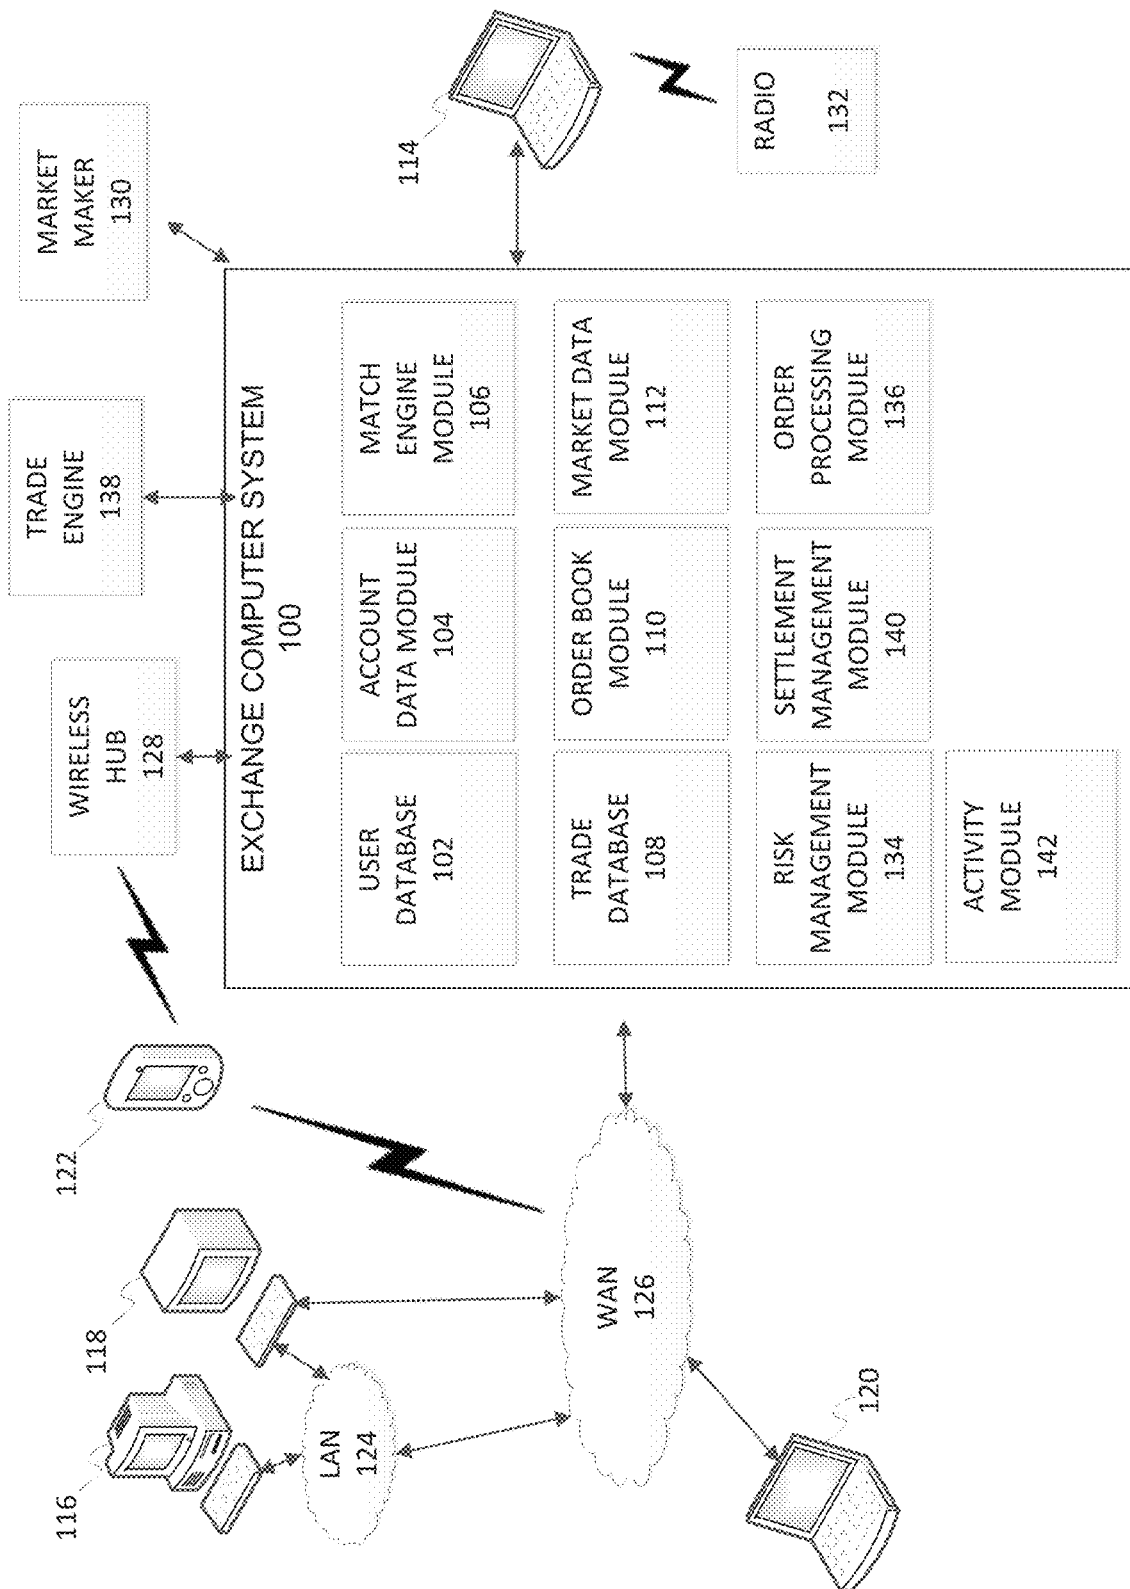 WIRELESS
HUB
128
TRADE
ENGINE
138
MARKET
MAKER
130
EXCHANGE COMPUTER SYSTEM
100
USER
DATABASE
102
ACCOUNT
DATA MODULE
104
MATCH
ENGINE
MODULE
106
TRADE
DATABASE
108
ORDER BOOK
MODULE
110
MARKET DATA
MODULE
112
RISK
MANAGEMENT
MODULE
134
SETTLEMENT
MANAGEMENT
MODULE
140
ORDER
PROCESSING
MODULE
136
ACTIVITY
MODULE
142
116
118
122
LAN
124
WAN
126
120
114
RADIO
132